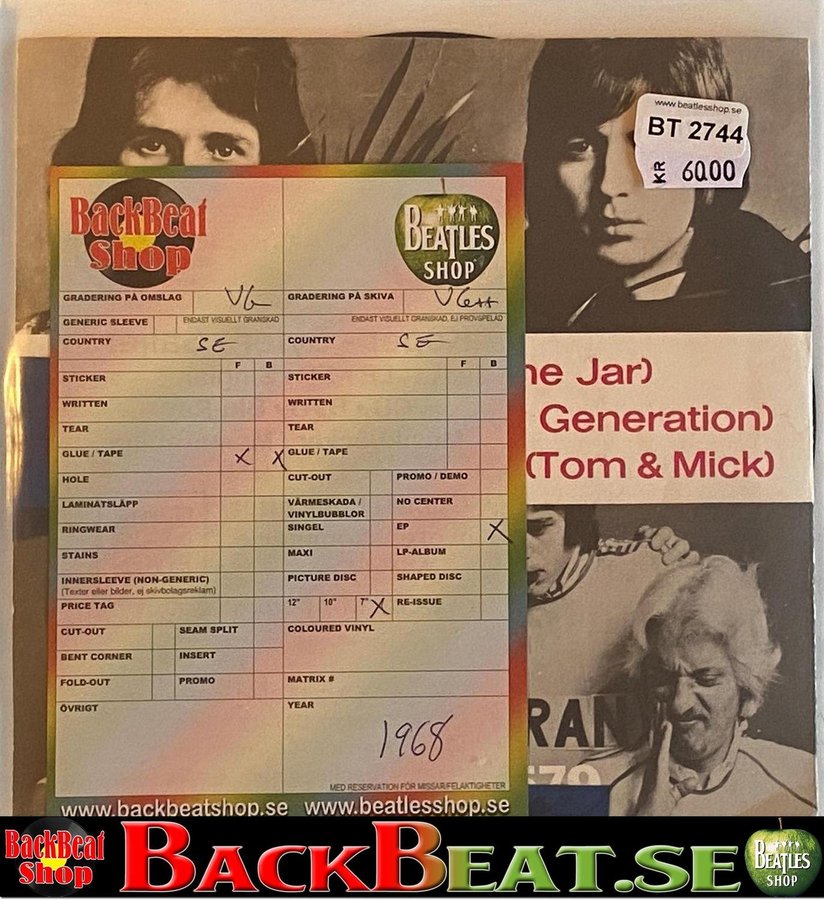 www.beatlesshop.se
BT 2744
KR 6000
BackBeat
Shop
BEATLES
SHOP
GRADERING PÅ OMSLAG VG GRADERING PÅ SKIVA VG++
GENERIC SLEEVE ENDAST VISUELLT GRANSKAD ENDAST VISUELLT GRANSKAD, EJ PROVSPELAD
COUNTRY SE COUNTRY SE
F B F B
STICKER STICKER
WRITTEN WRITTEN
TEAR TEAR
GLUE / TAPE X X GLUE / TAPE
HOLE CUT-OUT PROMO / DEMO
LAMINATSLÄPP VÄRMESKADA / VINYLBUBBLOR NO CENTER
RINGWEAR SINGEL EP X
STAINS MAXI LP-ALBUM
INNERSLEEVE (NON-GENERIC) PICTURE DISC SHAPED DISC
(Texter eller bilder, ej skivbolagsreklam)
PRICE TAG 12" 10" 7" X RE-ISSUE
CUT-OUT SEAM SPLIT COLOURED VINYL
BENT CORNER INSERT
FOLD-OUT PROMO MATRIX #
ÖVRIGT YEAR
1968
MED RESERVATION FÖR MISSAR/FELAKTIGHETER
www.backbeatshop.se www.beatlesshop.se
ne Jar)
Generation)
(Tom & Mick)
RAN
579
BackBeat
Shop
BACKBEAT.SE
BEATLES
SHOP